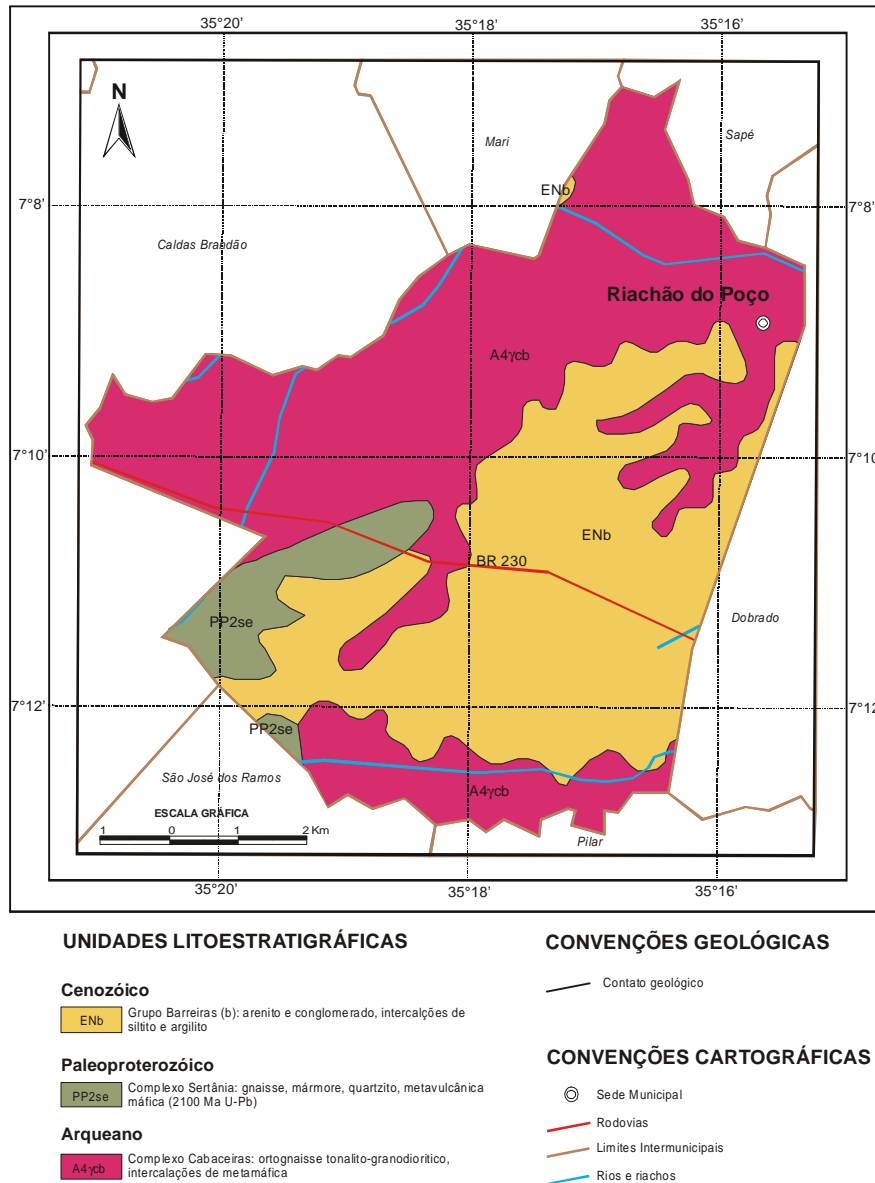 35°20'
35°18'
35°16'
N
Mari
Sapé
ENb
7°8'
7°8'
Caldas Brandão
Riachão do Poço
A4γcb
7°10'
7°10'
ENb
BR 230
PP2se
Dobrado
7°12'
7°12'
PP2se
São José dos Ramos
A4γcb
ESCALA GRÁFICA
1 0 1 2 Km
Pilar
35°20'
35°18'
35°16'
UNIDADES LITOESTRATIGRÁFICAS
Cenozóico
ENb
Grupo Barreiras (b): arenito e conglomerado, intercalções de
siltito e argilito
Paleoproterozóico
PP2se
Complexo Sertânia: gnaisse, mármore, quartzito, metavulcânica
máfica (2100 Ma U-Pb)
Arqueano
A4γcb
Complexo Cabaceiras: ortognaisse tonalito-granodioritico,
intercalações de metamáfica
CONVENÇÕES GEOLÓGICAS
Contato geológico
CONVENÇÕES CARTOGRÁFICAS
Sede Municipal
Rodovias
Limites Intermunicipais
Rios e riachos